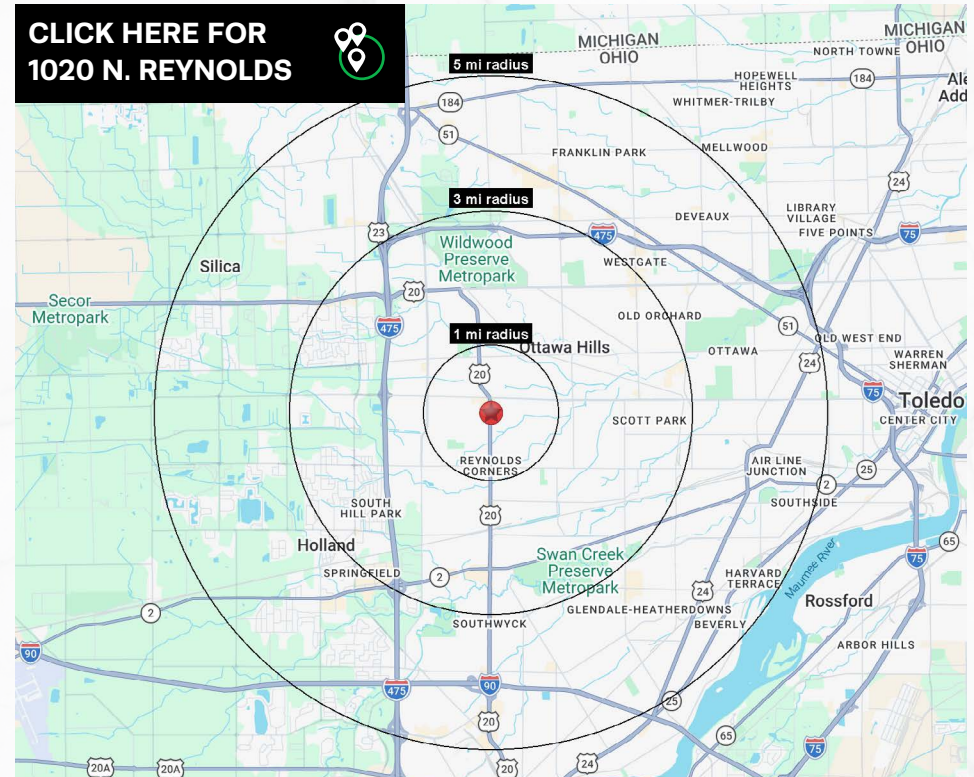 CLICK HERE FOR
1020 N. REYNOLDS
MICHIGAN
OHIO
MICHIGAN
OHIO
NORTH TOWNE
5 mi radius
HOPEWELL
HEIGHTS
184
Ale
Add
184
WHITMER-TRILBY
51
MELLWOOD
FRANKLIN PARK
24
3 mi radius
LIBRARY
VILLAGE
DEVEAUX
FIVE POINTS
23
475
75
Wildwood
Preserve
Metropark
WESTGATE
Silica
20
Secor
Metropark
OLD ORCHARD
475
51
1 mi radius
Ottawa Hills
OLD WEST END
OTTAWA
24
WARREN
SHERMAN
20
75
Toledo
CENTER CITY
SCOTT PARK
REYNOLDS
CORNERS
AIR LINE
JUNCTION
25
2
SOUTHSIDE
SOUTH
HILL PARK
20
Holland
65
Swan Creek
Preserve
Metropark
75
SPRINGFIELD
2
HARVARD
TERRACE
Maumee River
24
Rossford
2
GLENDALE-HEATHERDOWNS
SOUTHWYCK
BEVERLY
ARBOR HILLS
90
475
90
25
20
65
75
20A
20A
20
24